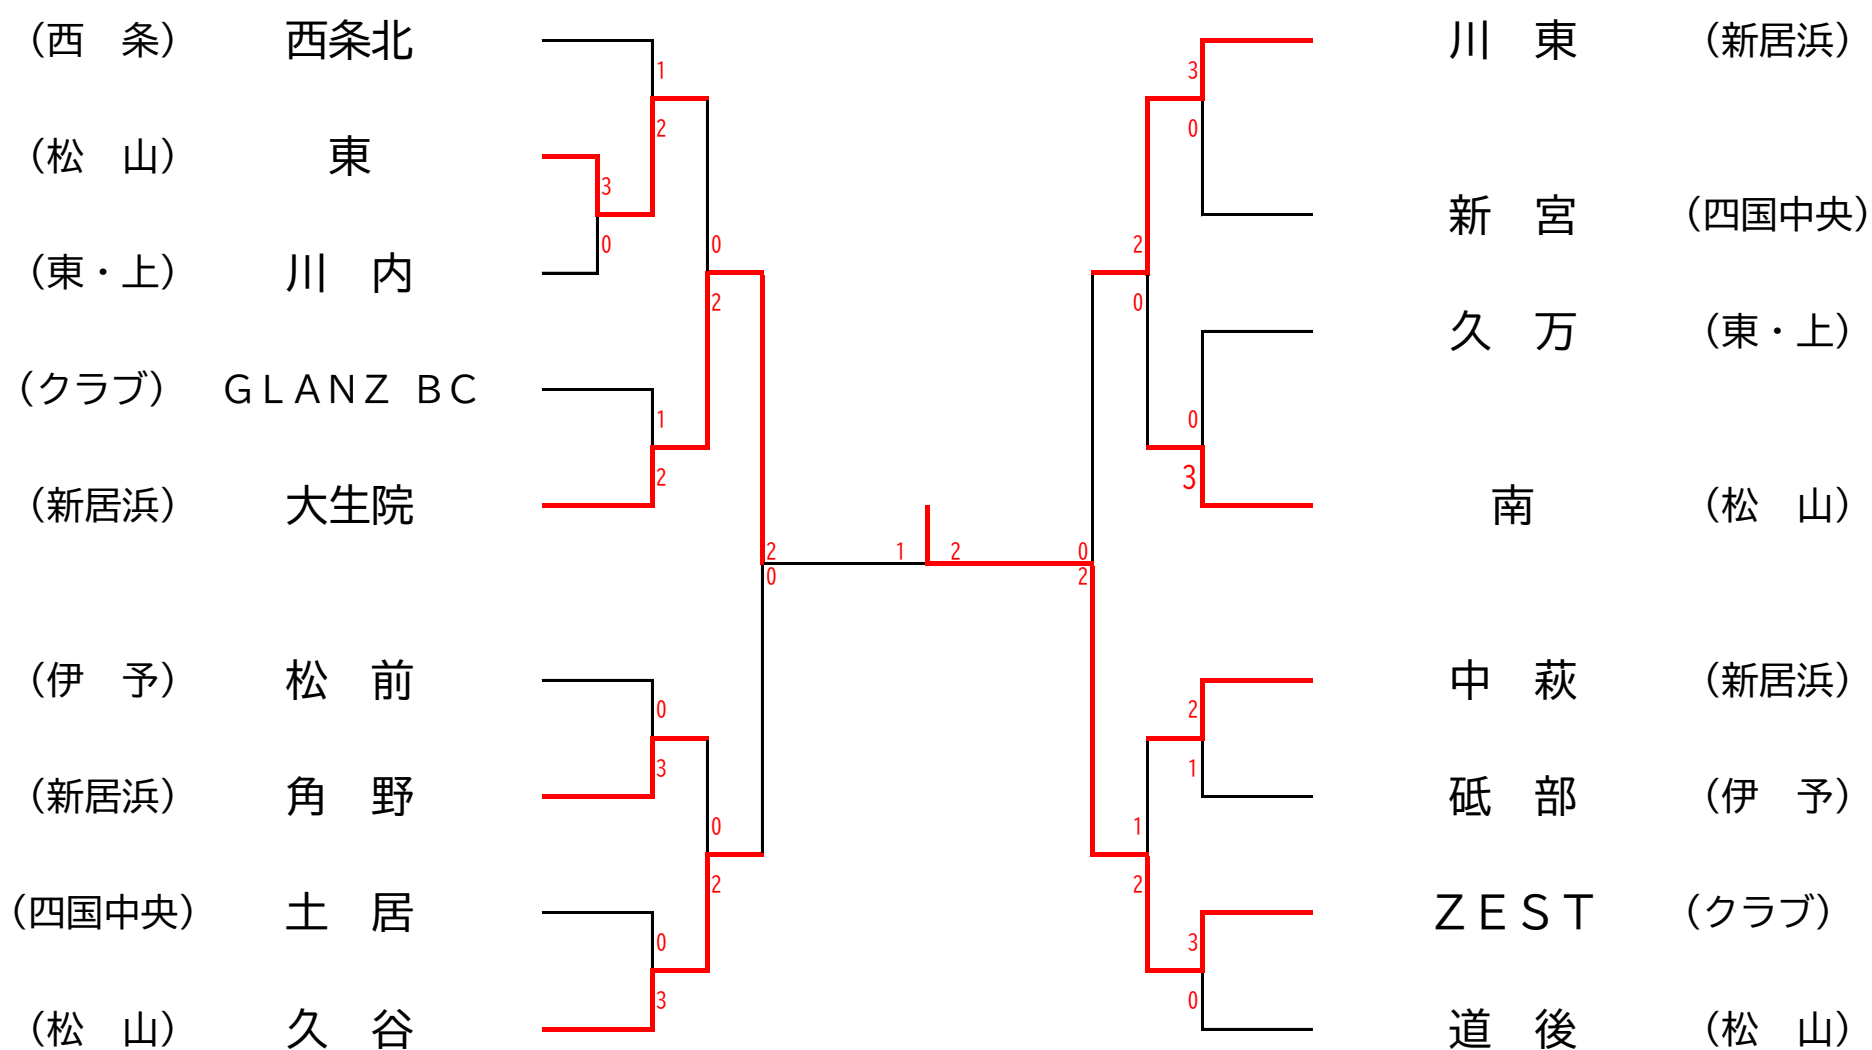 （西　条）　西条北　川　東　（新居浜）
1　3
2　0
（松　山）　東
3
新　宮　（四国中央）
0　0　2
（東・上）　川　内
2　0
久　万　（東・上）
（クラブ）　ＧＬＡＮＺ ＢＣ
1　0
2　3
（新居浜）　大生院　南　（松　山）
2　1　2　0
0　2
（伊　予）　松　前　中　萩　（新居浜）
0　2
3　1
（新居浜）　角　野　砥　部　（伊　予）
0　1
2　2
（四国中央）　土　居　ＺＥＳＴ　（クラブ）
0　3
3　0
（松　山）　久　谷　道　後　（松　山）